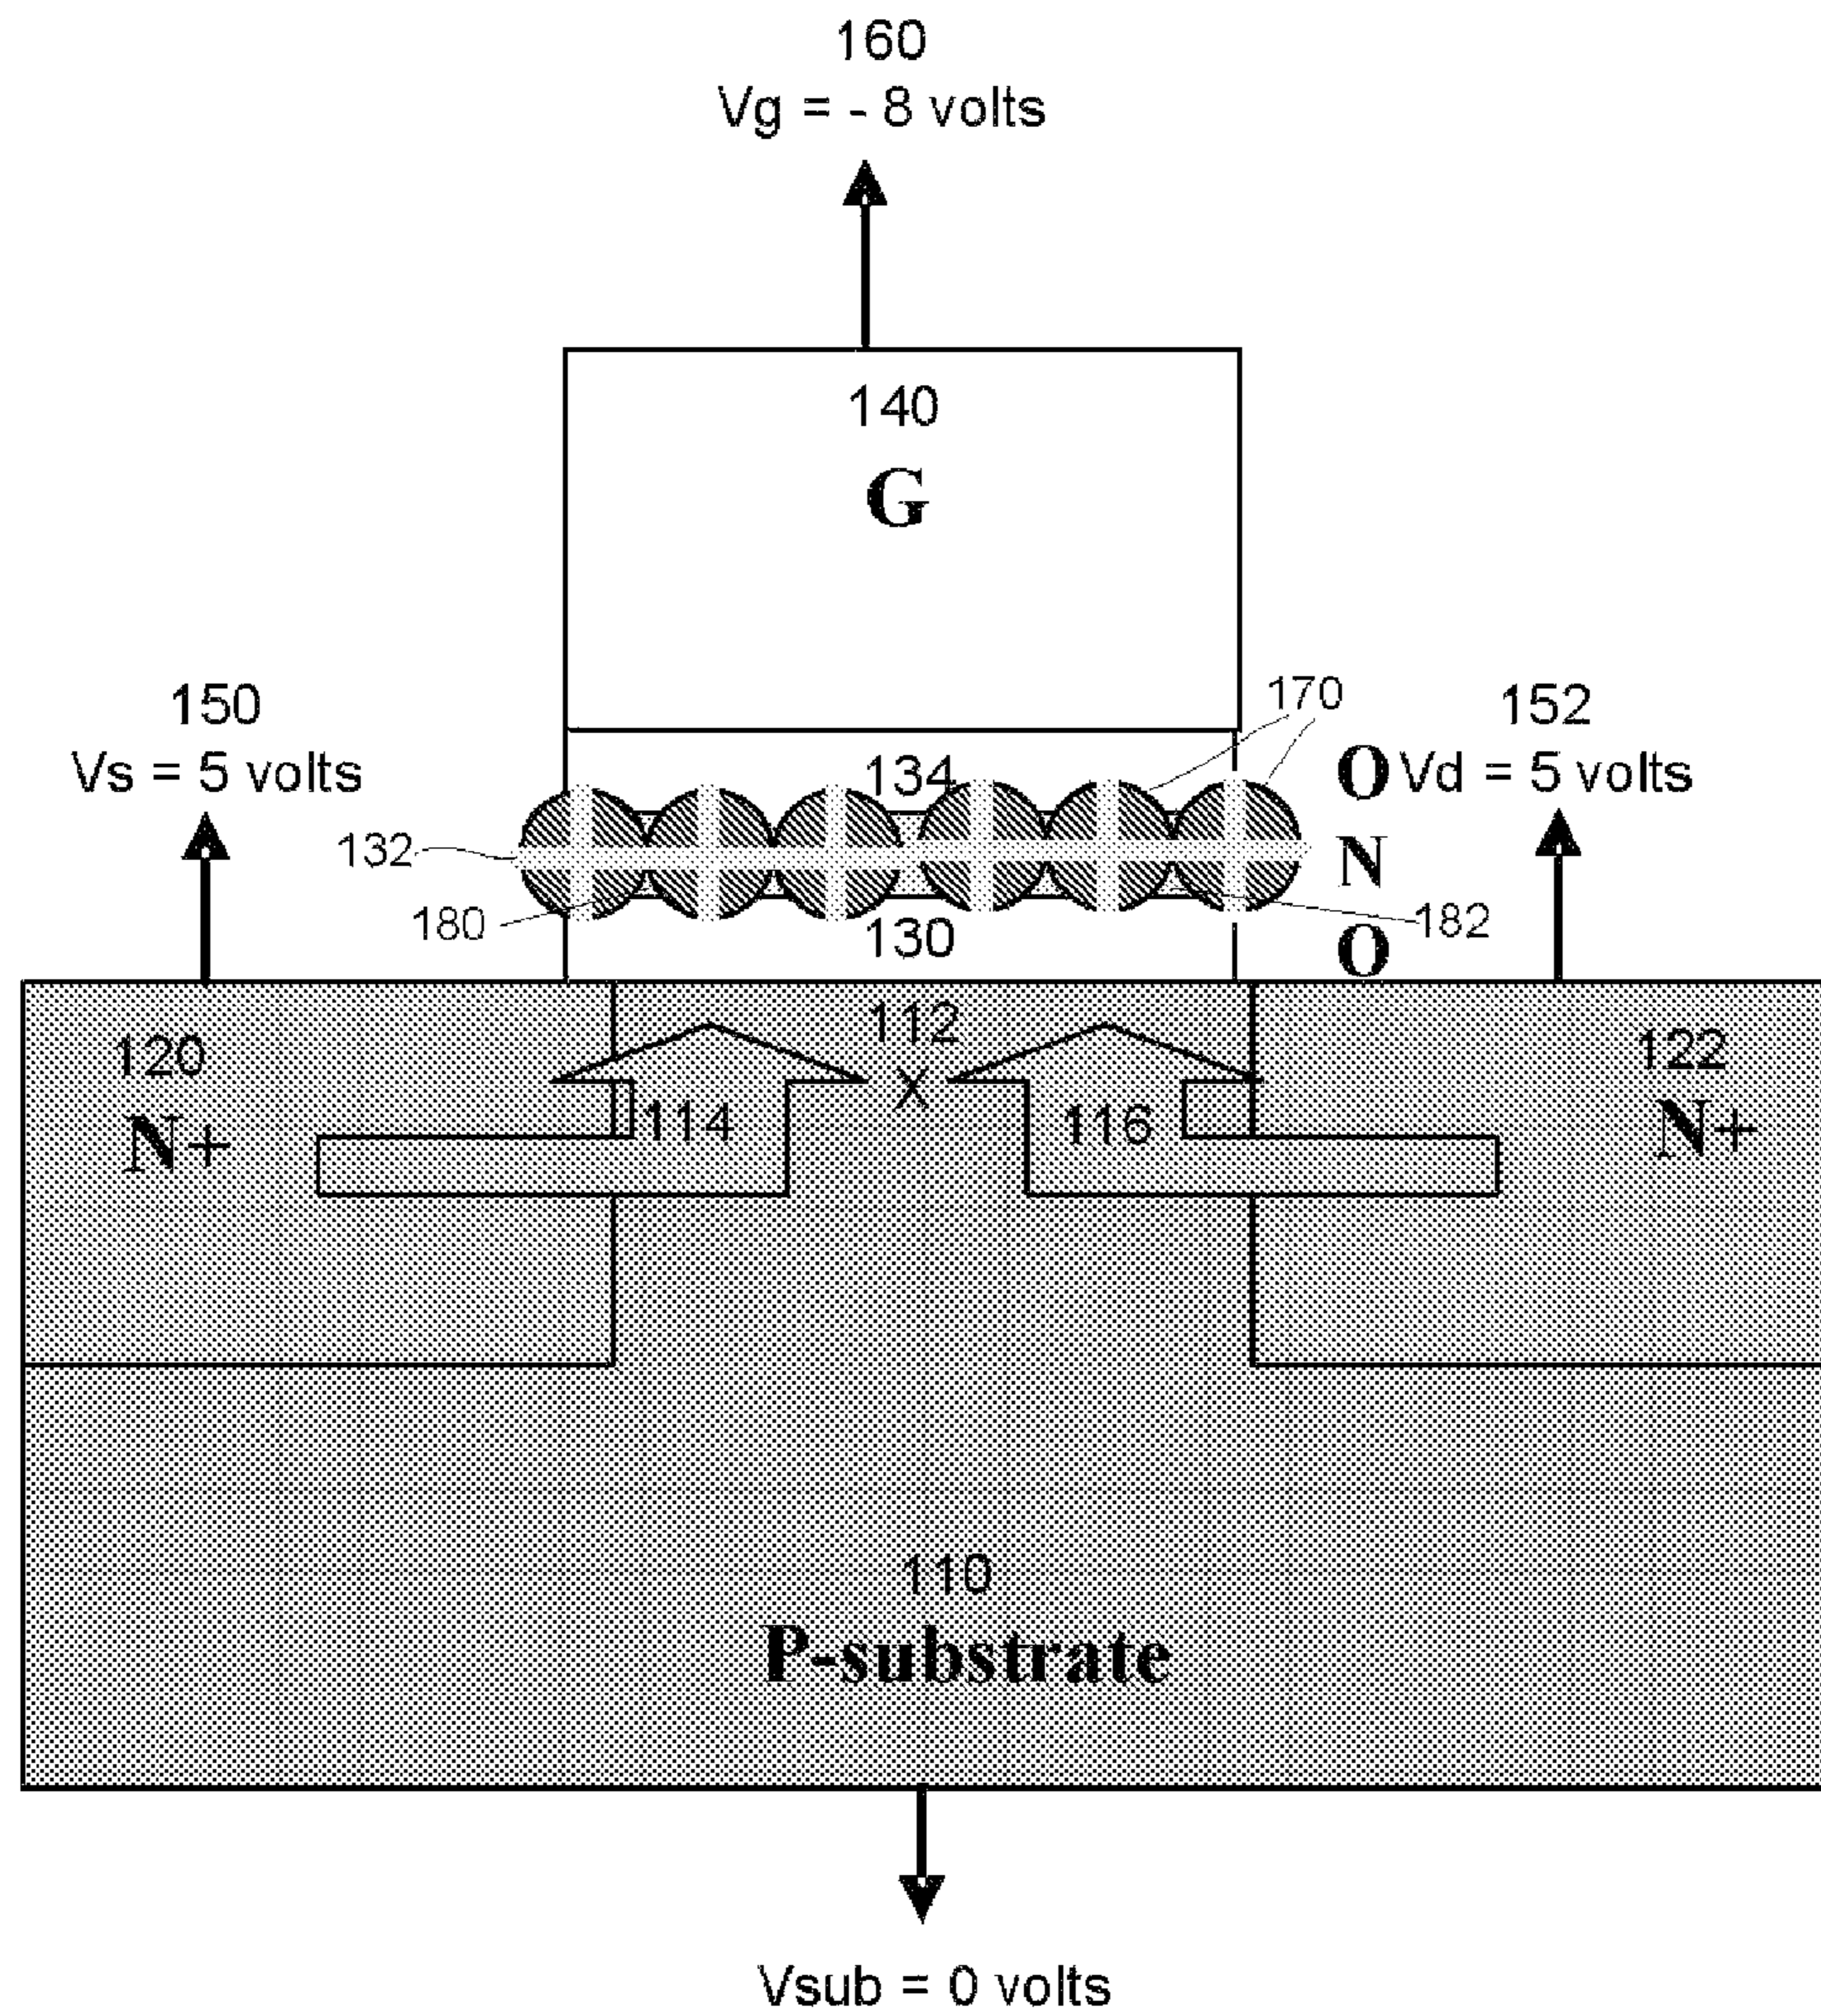 160
Vg = - 8 volts
140
G
170
150
Vs = 5 volts
152
Vd = 5 volts
134
O
132
N
180
182
130
O
112
X
120
N+
114
116
122
N+
110
P-substrate
Vsub = 0 volts